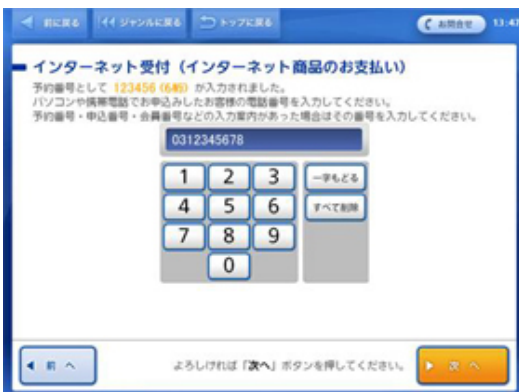 前に戻る ジャンルに戻る トップに戻る お問合せ 13:47
インターネット受付（インターネット商品のお支払い）
予約番号として 123456 (6桁) が入力されました。
パソコンや携帯電話でお申込みしたお客様の電話番号を入力してください。
予約番号・申込番号・会員番号などの入力案内があった場合はその番号を入力してください。
0312345678
1 2 3 一字もどる
4 5 6 すべて削除
7 8 9
0
前へ よろしければ「次へ」ボタンを押してください。 次へ